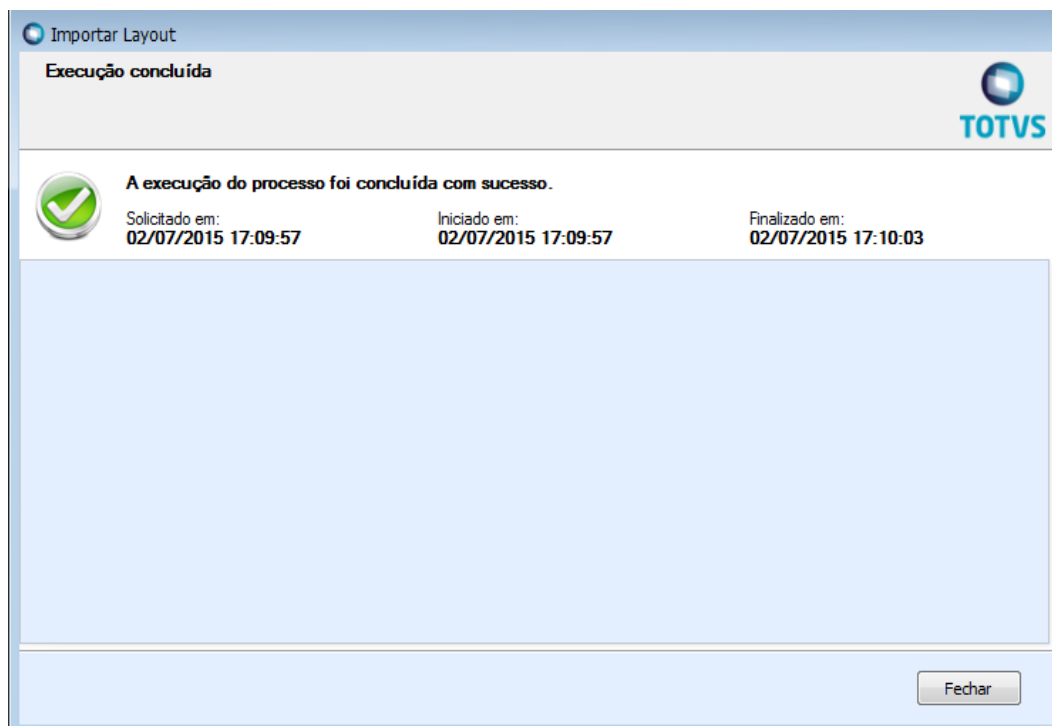 Importar Layout
Execução concluída
TOTVS
A execução do processo foi concluída com sucesso.
Solicitado em: Iniciado em: Finalizado em:
02/07/2015 17:09:57 02/07/2015 17:09:57 02/07/2015 17:10:03
Fechar